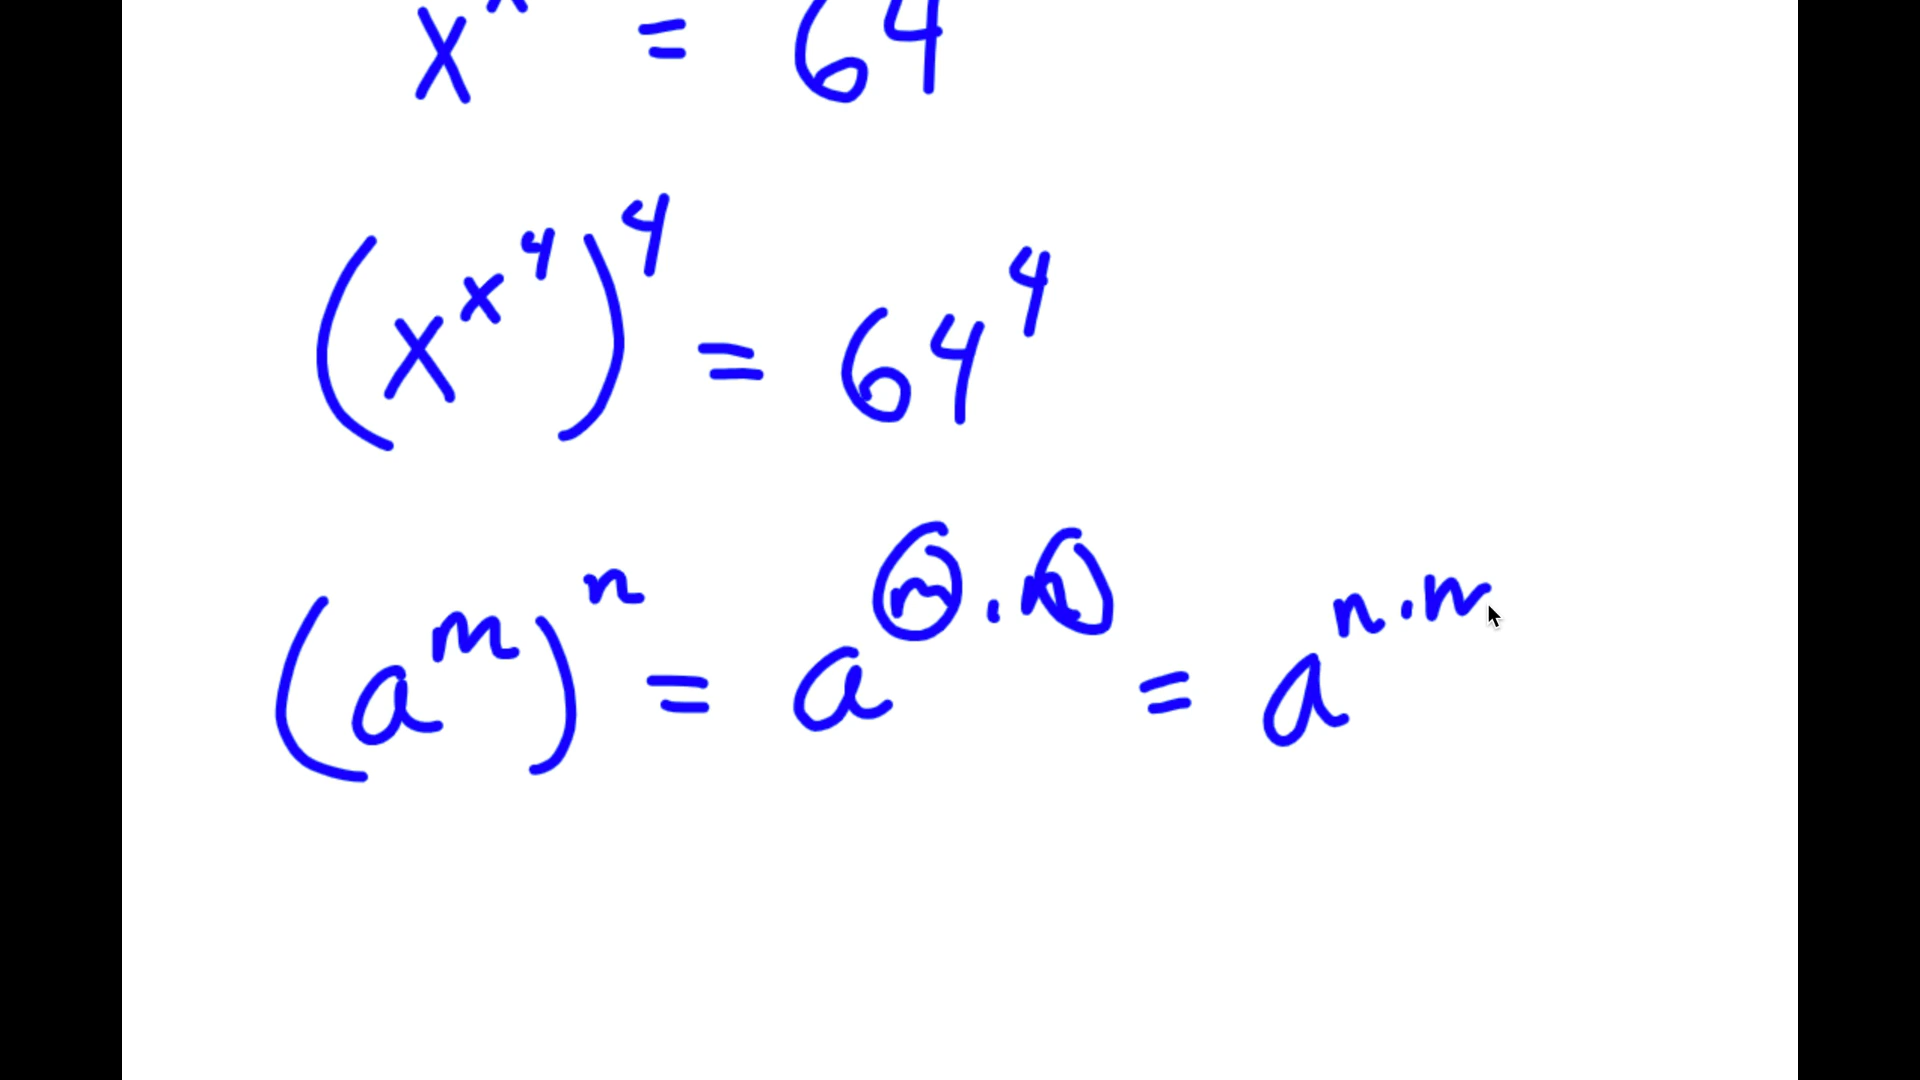 x^x = 64
(x^{x^4})^4 = 64^4
(a^m)^n = a^{m·n} = a^{n·m}